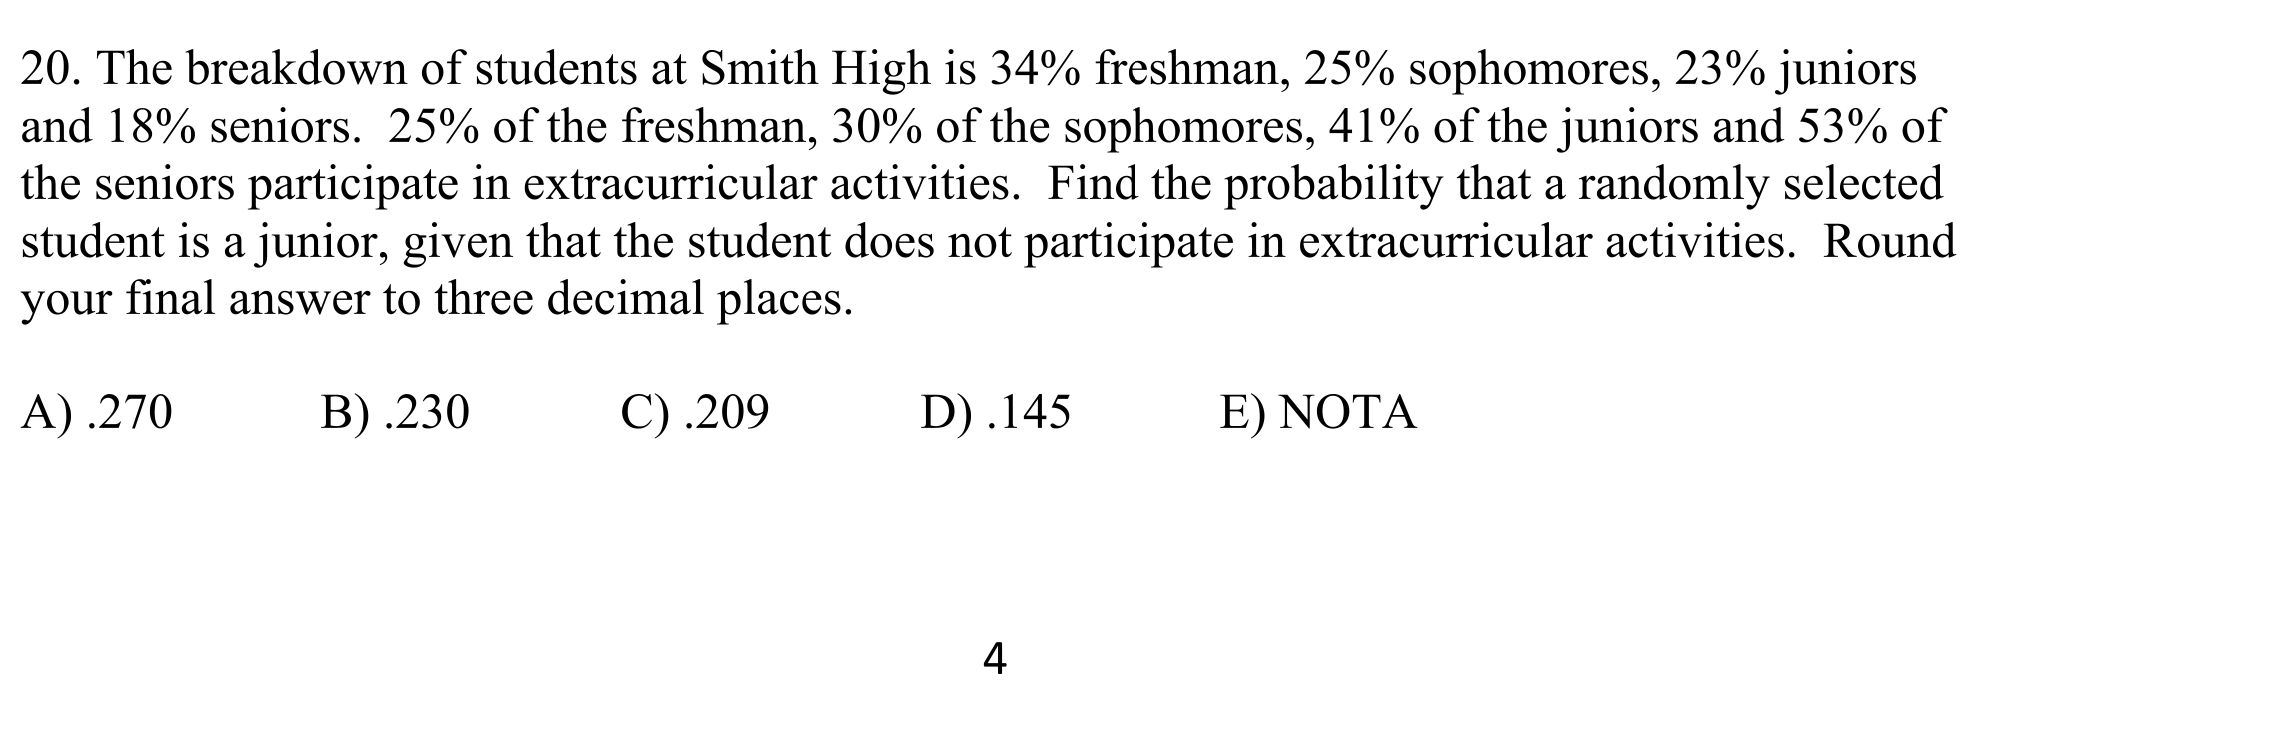 20. The breakdown of students at Smith High is 34% freshman, 25% sophomores, 23% juniors
and 18% seniors.  25% of the freshman, 30% of the sophomores, 41% of the juniors and 53% of
the seniors participate in extracurricular activities.  Find the probability that a randomly selected
student is a junior, given that the student does not participate in extracurricular activities.  Round
your final answer to three decimal places.
A) .270 B) .230 C) .209 D) .145 E) NOTA
4